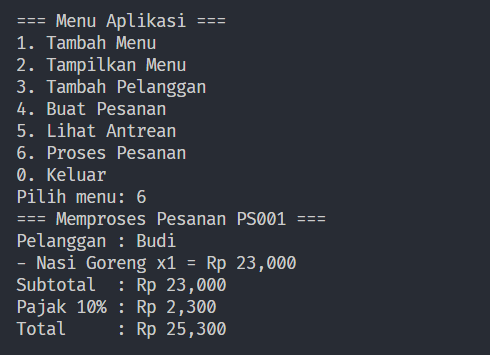 === Menu Aplikasi ===
1. Tambah Menu
2. Tampilkan Menu
3. Tambah Pelanggan
4. Buat Pesanan
5. Lihat Antrean
6. Proses Pesanan
0. Keluar
Pilih menu: 6
=== Memproses Pesanan PS001 ===
Pelanggan : Budi
- Nasi Goreng x1 = Rp 23,000
Subtotal  : Rp 23,000
Pajak 10% : Rp 2,300
Total     : Rp 25,300